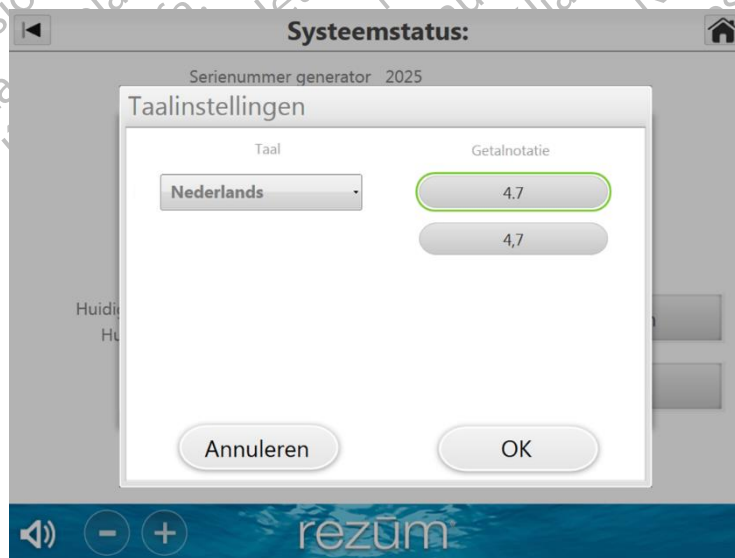 Systeemstatus:
Serienummer generator 2025
Taalinstellingen
Taal
Getalnotatie
Nederlands
4.7
4,7
Annuleren
OK
rezūm